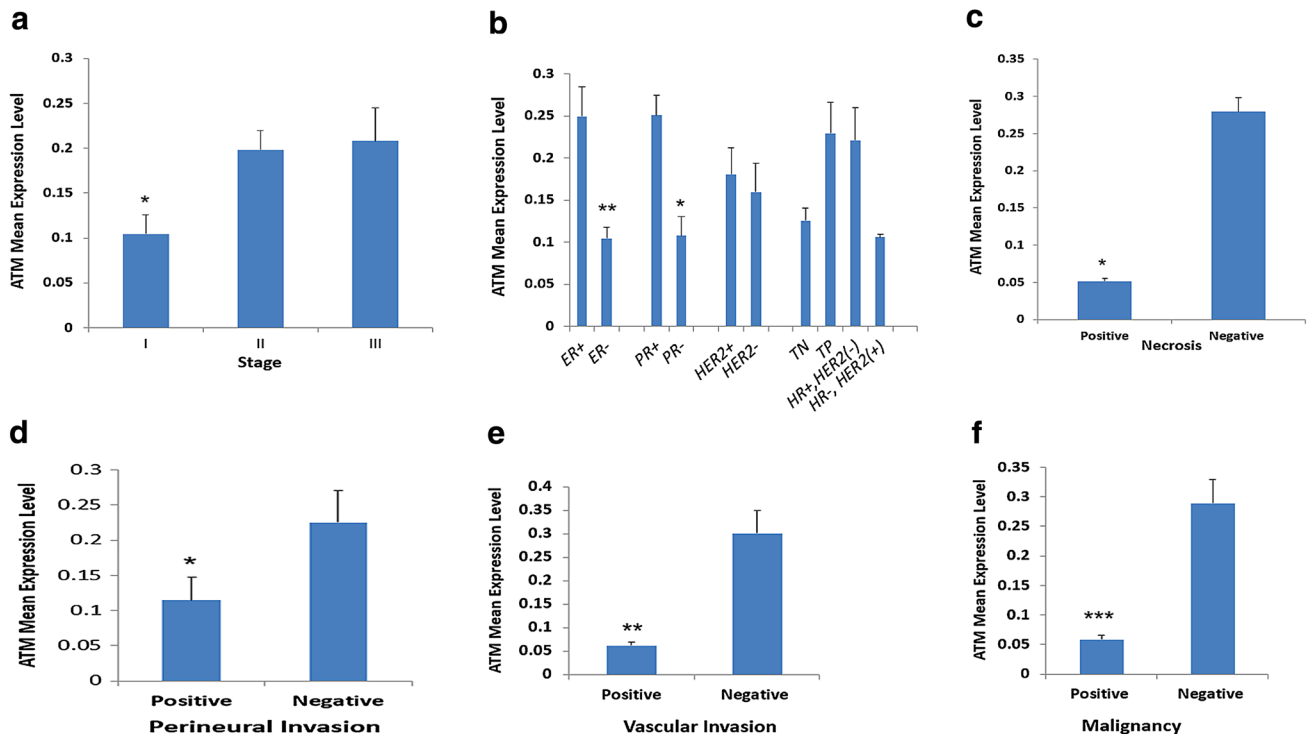 a
ATM Mean Expression Level
0.3
0.25
0.2
0.15
0.1
0.05
0
*
I II III
Stage
b
ATM Mean Expression Level
0.3
0.25
0.2
0.15
0.1
0.05
0
**
*
ER+ ER- PR+ PR- HER2+ HER2- TN TP HR+,HER2(-) HR-, HER2(+)
c
ATM Mean Expression Level
0.35
0.3
0.25
0.2
0.15
0.1
0.05
0
*
Positive Negative
Necrosis
d
ATM Mean Expression Level
0.3
0.25
0.2
0.15
0.1
0.05
0
*
Positive Negative
Perineural Invasion
e
ATM Mean Expression Level
0.4
0.35
0.3
0.25
0.2
0.15
0.1
0.05
0
**
Positive Negative
Vascular Invasion
f
ATM Mean Expression Level
0.35
0.3
0.25
0.2
0.15
0.1
0.05
0
***
Positive Negative
Malignancy